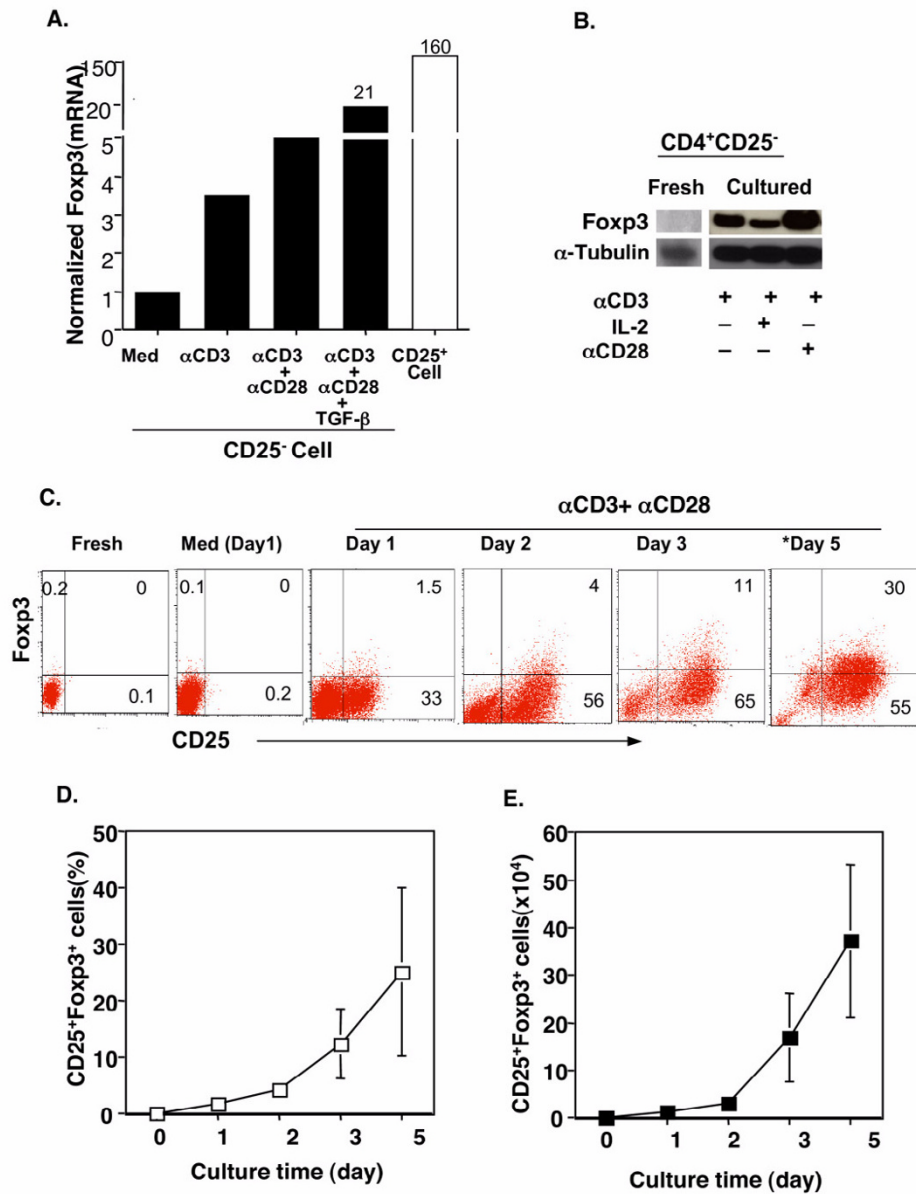 A.
160
150
21
20
5
4
3
2
1
0
Normalized Foxp3(mRNA)
Med αCD3 αCD3 αCD3 CD25⁺
+ + Cell
αCD28 αCD28
+
TGF-β
CD25⁻ Cell
B.
CD4⁺CD25⁻
Fresh Cultured
Foxp3
α-Tubulin
αCD3 + + +
IL-2 – + –
αCD28 – – +
C.
αCD3+ αCD28
Fresh Med (Day1) Day 1 Day 2 Day 3 *Day 5
0.2 0 0.1 0 1.5 4 11 30
Foxp3
0.1 0.2 33 56 65 55
CD25
D.
50
40
30
20
10
0
CD25⁺Foxp3⁺ cells(%)
0 1 2 3 5
Culture time (day)
E.
60
50
40
30
20
10
0
CD25⁺Foxp3⁺ cells(x10⁴)
0 1 2 3 5
Culture time (day)